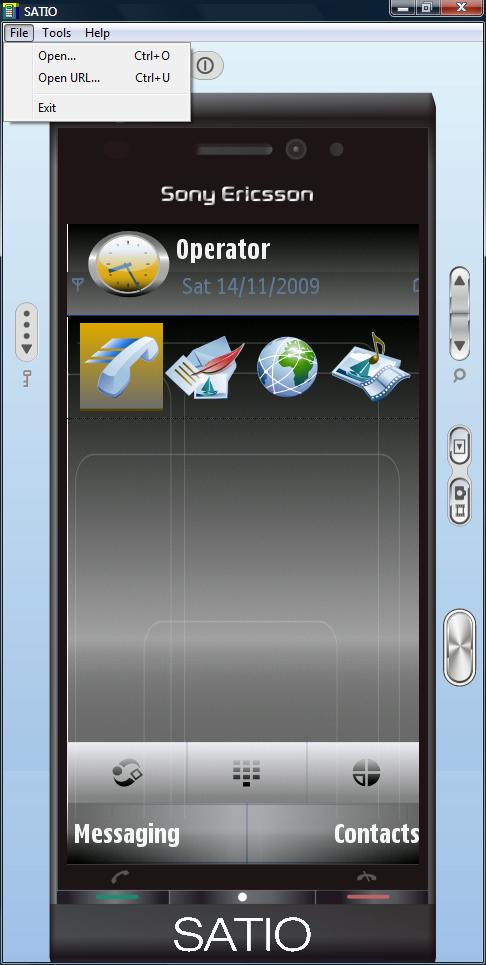 SATIO
File Tools Help
Open... Ctrl+O
Open URL... Ctrl+U
Exit
Sony Ericsson
Operator
Sat 14/11/2009
Messaging Contacts
SATIO